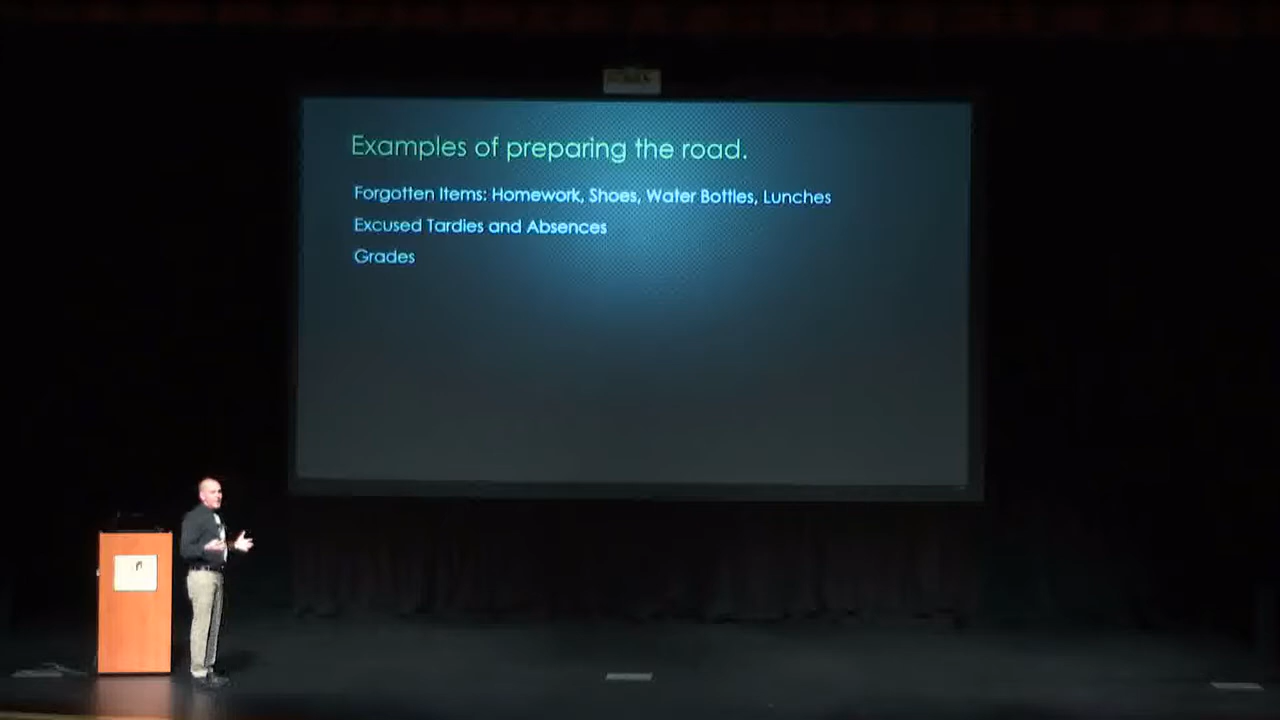 Examples of preparing the road.
Forgotten Items: Homework, Shoes, Water Bottles, Lunches
Excused Tardies and Absences
Grades